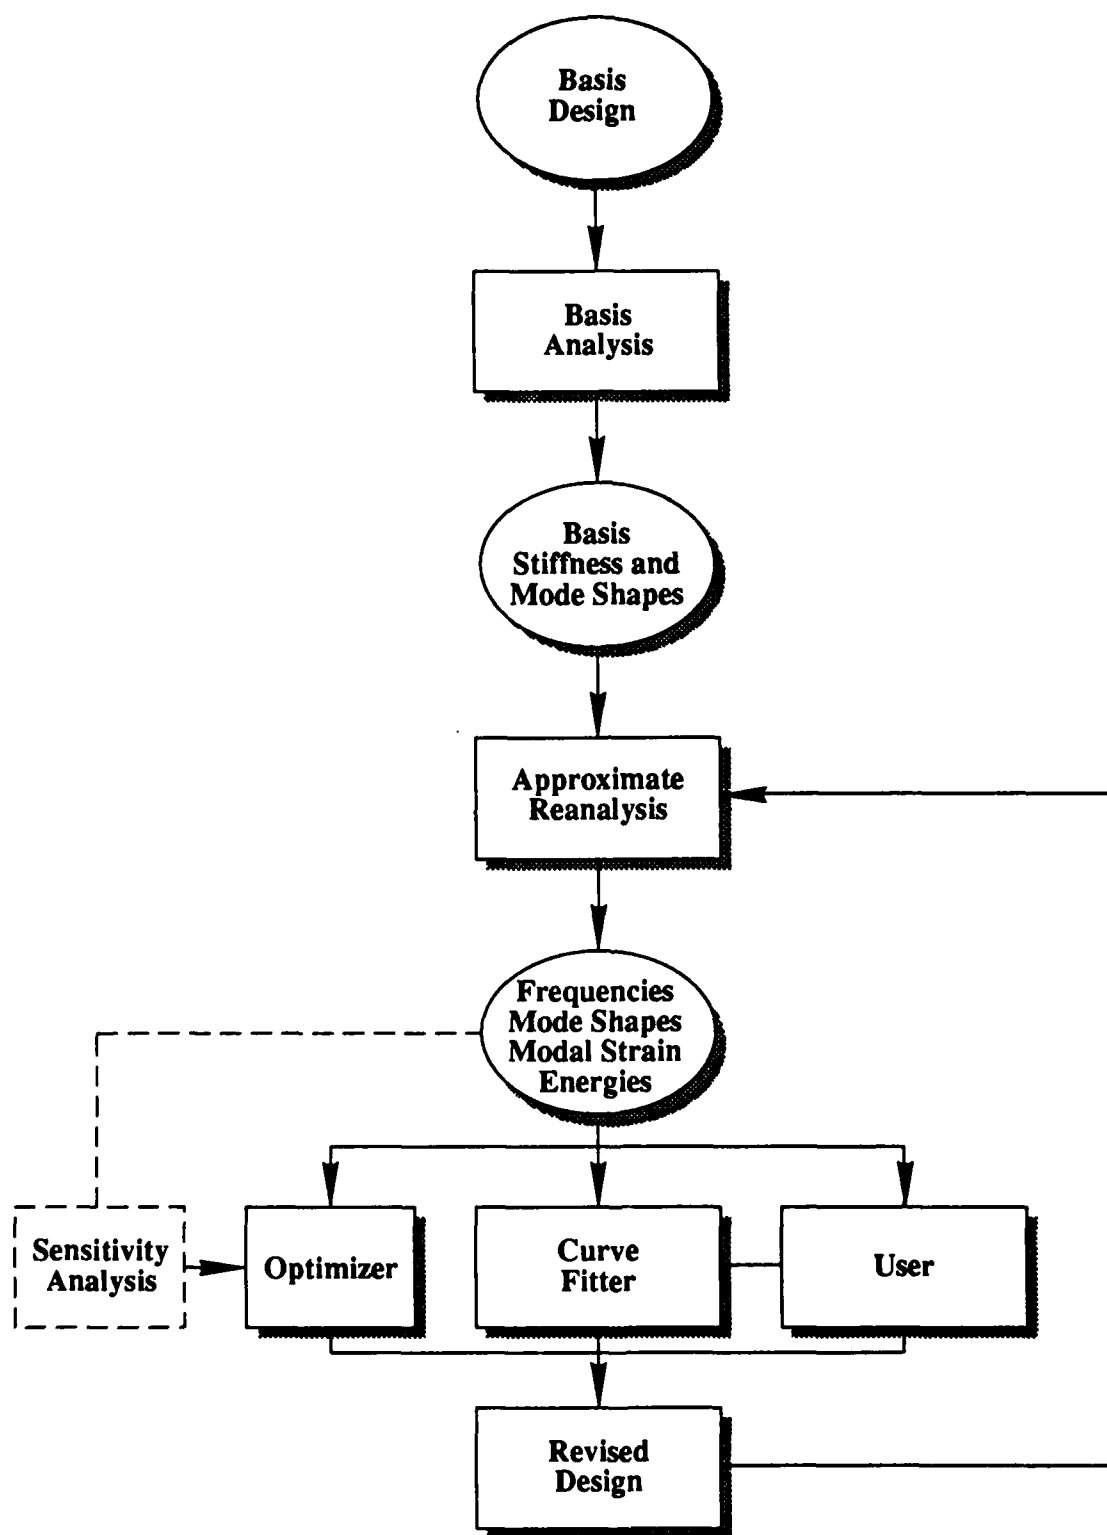 Basis
Design
Basis
Analysis
Basis
Stiffness and
Mode Shapes
Approximate
Reanalysis
Frequencies
Mode Shapes
Modal Strain
Energies
Sensitivity
Analysis
Optimizer
Curve
Fitter
User
Revised
Design